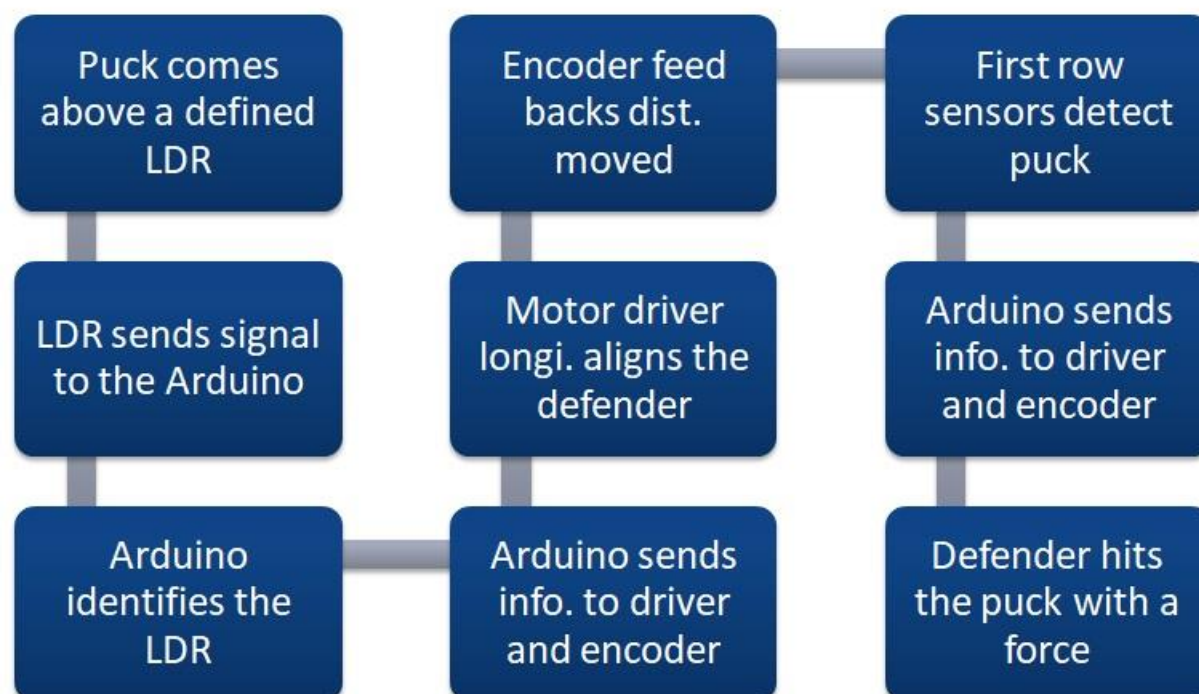 Puck comes
above a defined
LDR
LDR sends signal
to the Arduino
Arduino
identifies the
LDR
Arduino sends
info. to driver
and encoder
Motor driver
longi. aligns the
defender
Encoder feed
backs dist.
moved
First row
sensors detect
puck
Arduino sends
info. to driver
and encoder
Defender hits
the puck with a
force